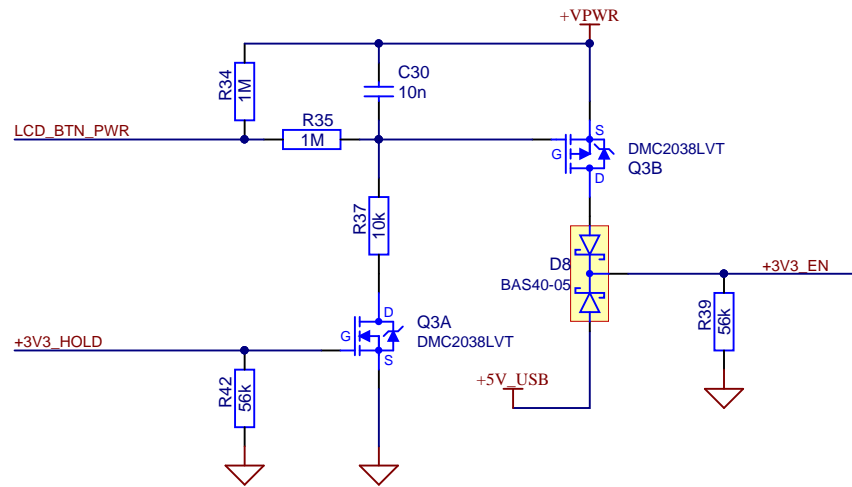 +VPWR
R34
1M
C30
10n
LCD_BTN_PWR
R35
1M
S
G
D
DMC2038LVT
Q3B
R37
10k
D8
BAS40-05
+3V3_EN
R39
56k
D
G
S
Q3A
DMC2038LVT
+3V3_HOLD
R42
56k
+5V_USB